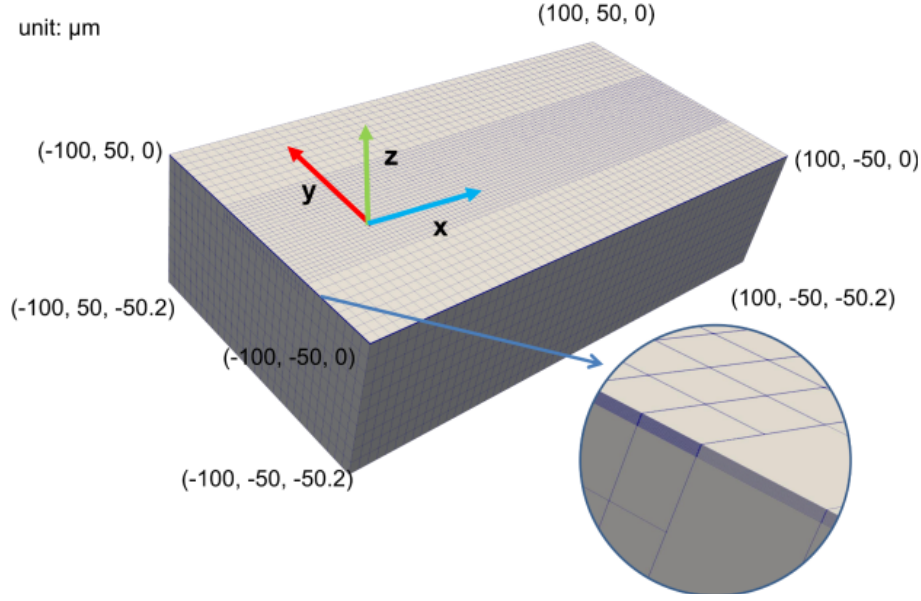 unit: μm
(100, 50, 0)
(-100, 50, 0)
z
y
x
(100, -50, 0)
(-100, 50, -50.2)
(-100, -50, 0)
(100, -50, -50.2)
(-100, -50, -50.2)